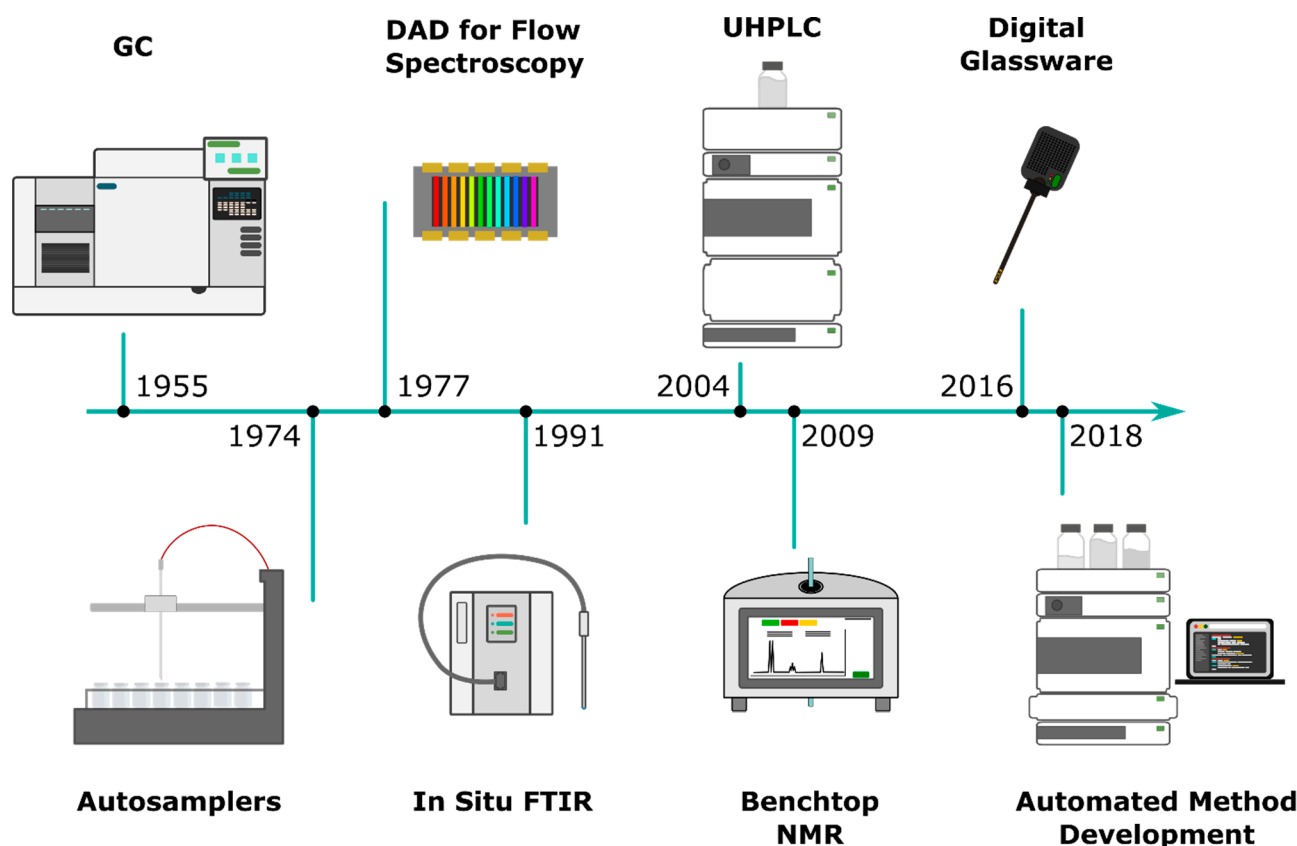 GC
DAD for Flow
Spectroscopy
UHPLC
Digital
Glassware
1955
1977
2004
2016
1974
1991
2009
2018
Autosamplers
In Situ FTIR
Benchtop
NMR
Automated Method
Development